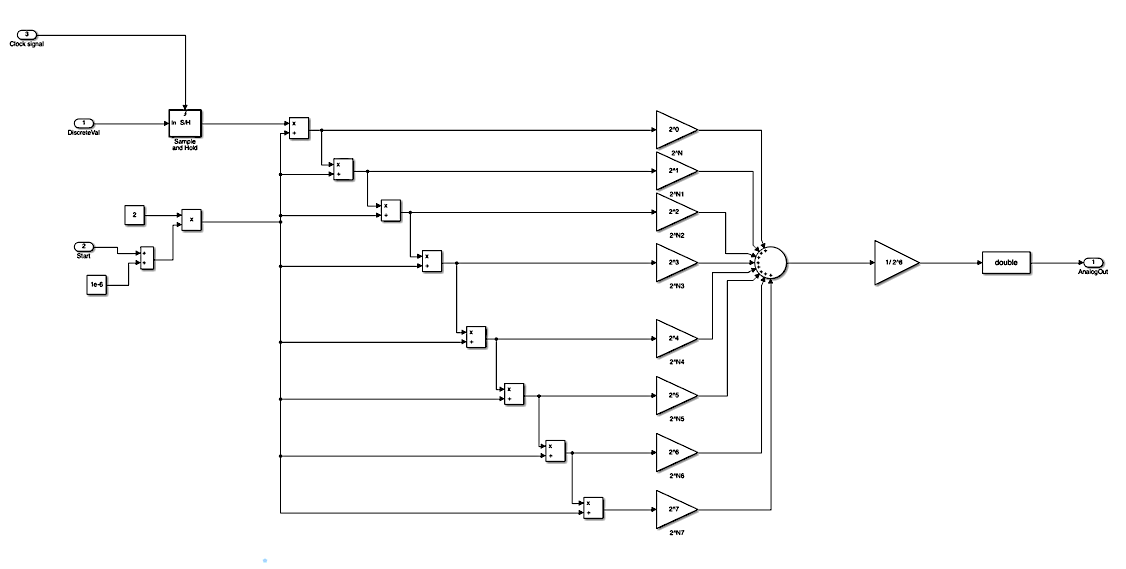 3
Clock signal
1
DiscreteVal
In S/H
Sample
and Hold
x
+
2^0
2^N
x
+
2^1
2^N1
2
x
x
+
2^2
2^N2
2
Start
+
+
1e-6
x
+
2^3
2^N3
1/2^8
double
1
AnalogOut
x
+
2^4
2^N4
x
+
2^5
2^N5
x
+
2^6
2^N6
x
+
2^7
2^N7